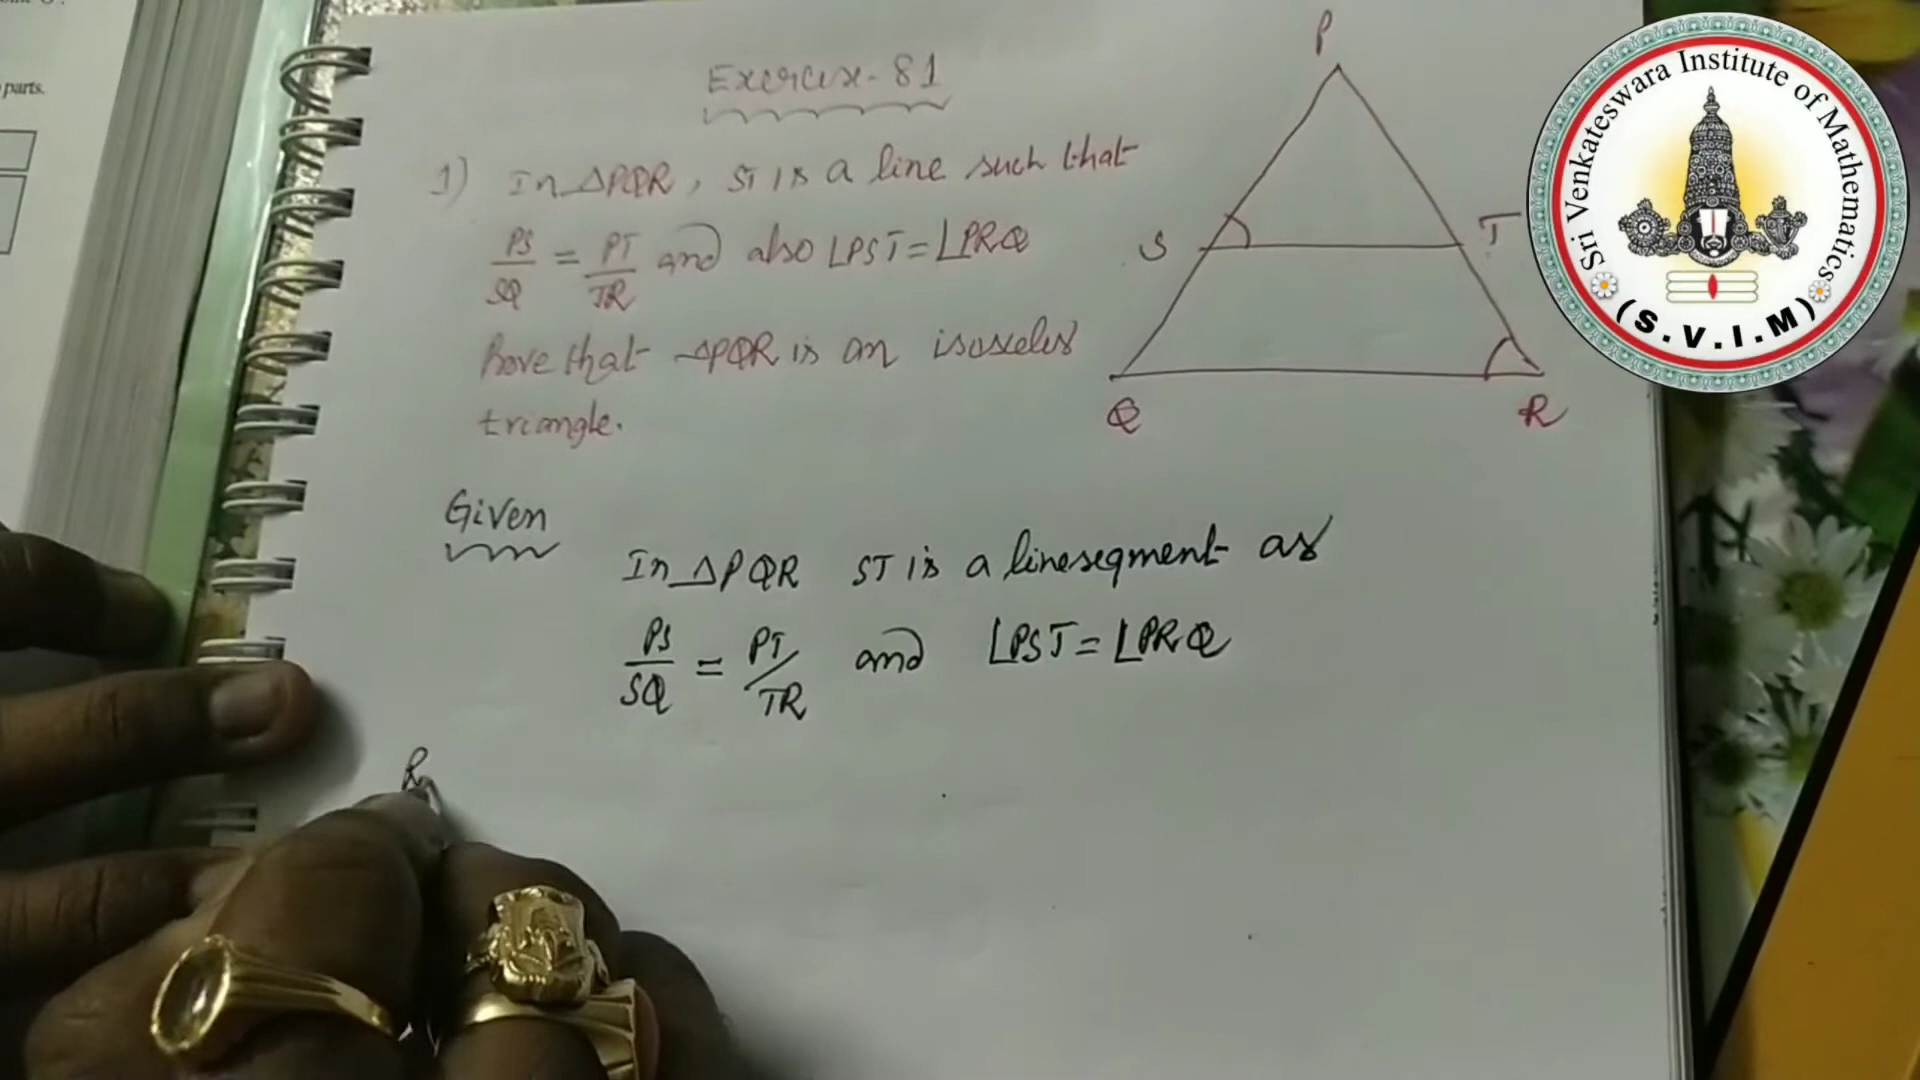 parts.
Exercise-81
1) In △PQR, ST is a line such that
PS/SQ = PT/TR and also ∠PST = ∠PRQ
Prove that △PQR is an isosceles
triangle.
P
S
T
Q
R
Given
In △PQR ST is a linesegment as
PS/SQ = PT/TR and ∠PST = ∠PRQ
R
Sri Venkateswara Institute of Mathematics
(S.V.I.M)